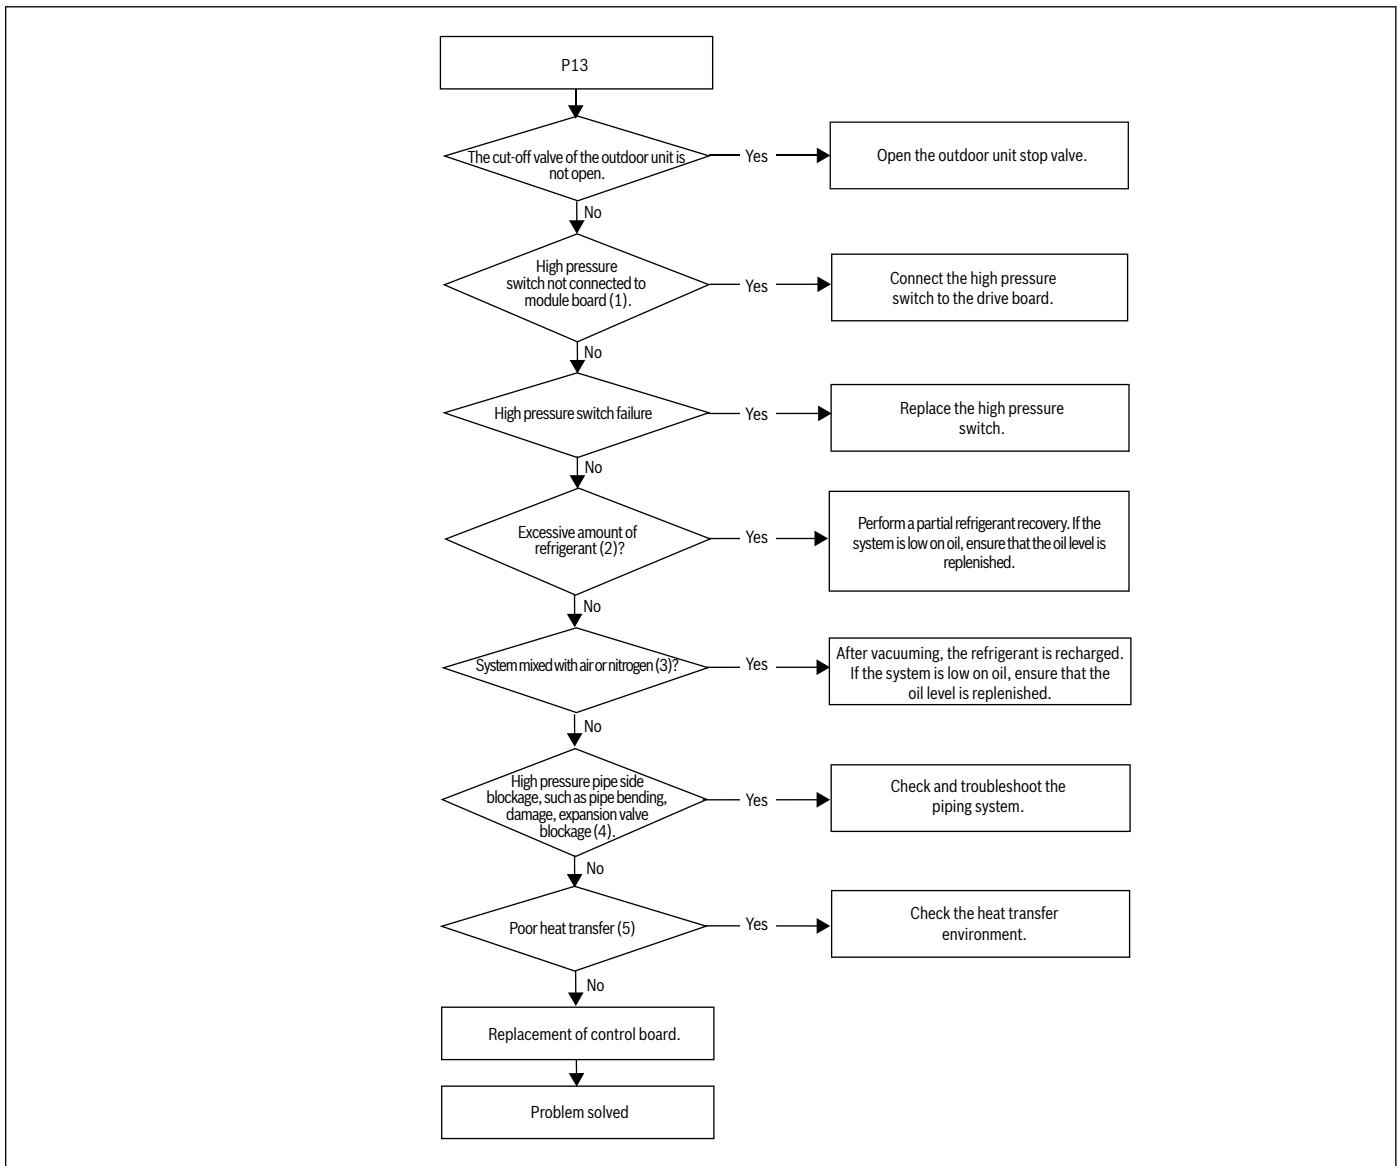 P13
The cut-off valve of the outdoor unit is
not open.
Yes
Open the outdoor unit stop valve.
No
High pressure
switch not connected to
module board (1).
Yes
Connect the high pressure
switch to the drive board.
No
High pressure switch failure
Yes
Replace the high pressure
switch.
No
Excessive amount of
refrigerant (2)?
Yes
Perform a partial refrigerant recovery. If the
system is low on oil, ensure that the oil level is
replenished.
No
System mixed with air or nitrogen (3)?
Yes
After vacuuming, the refrigerant is recharged.
If the system is low on oil, ensure that the
oil level is replenished.
No
High pressure pipe side
blockage, such as pipe bending,
damage, expansion valve
blockage (4).
Yes
Check and troubleshoot the
piping system.
No
Poor heat transfer (5)
Yes
Check the heat transfer
environment.
No
Replacement of control board.
Problem solved